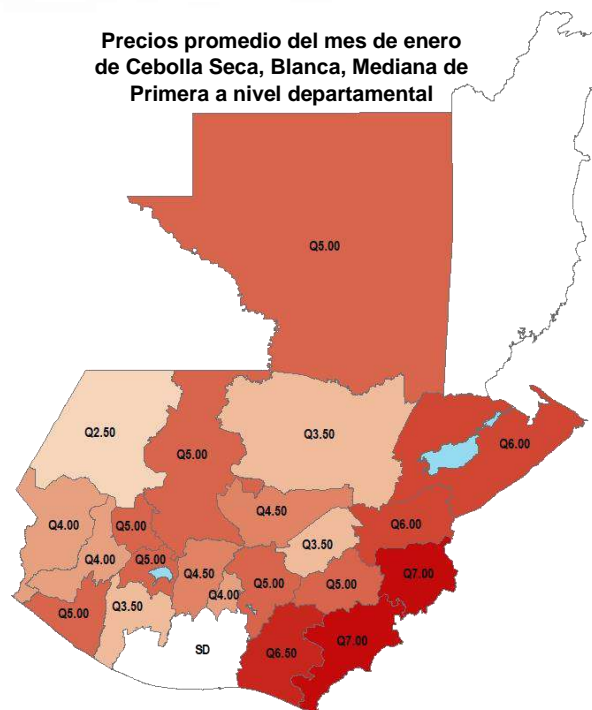 Precios promedio del mes de enero
de Cebolla Seca, Blanca, Mediana de
Primera a nivel departamental
Q5.00
Q2.50
Q5.00
Q3.50
Q6.00
Q4.00
Q5.00
Q4.50
Q6.00
Q4.00
Q5.00
Q3.50
Q4.50
Q5.00
Q5.00
Q7.00
Q4.00
Q5.00
Q3.50
Q6.50
Q7.00
SD